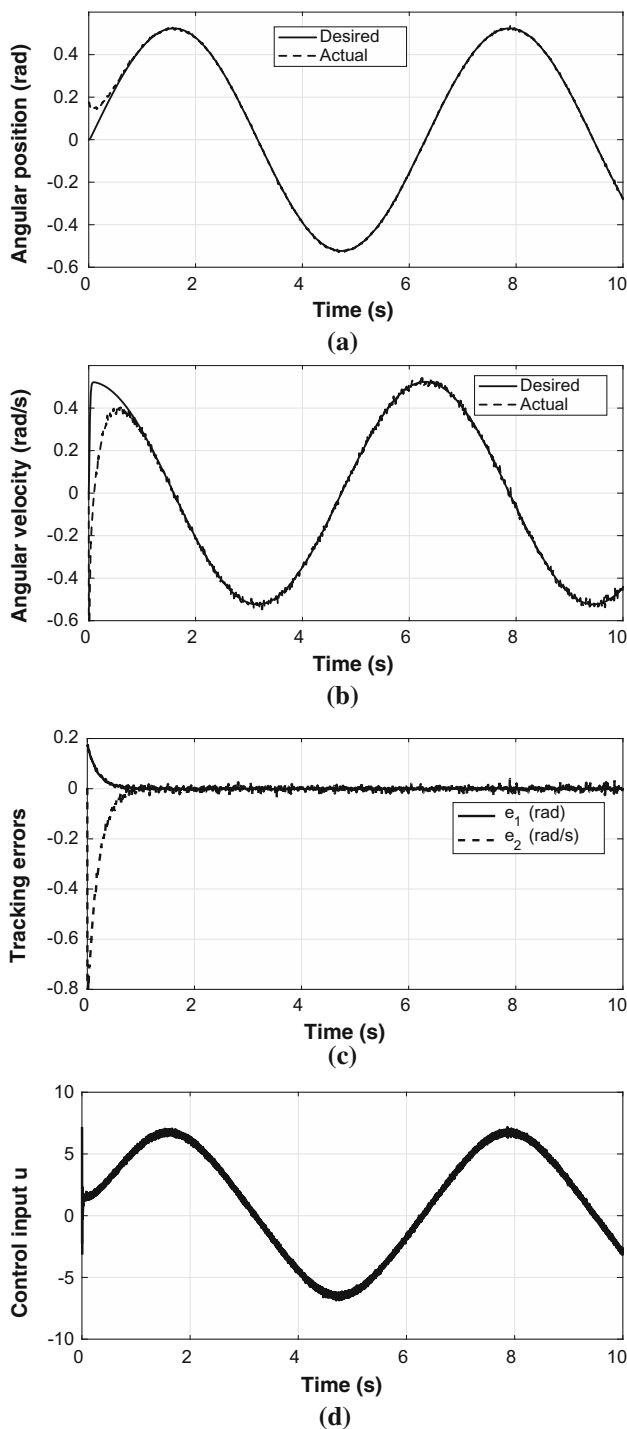 Angular position (rad)
0.4
0.2
0
-0.2
-0.4
-0.6
Desired
Actual
0 2 4 6 8 10
Time (s)
(a)
Angular velocity (rad/s)
0.4
0.2
0
-0.2
-0.4
-0.6
Desired
Actual
0 2 4 6 8 10
Time (s)
(b)
Tracking errors
0.2
0
-0.2
-0.4
-0.6
-0.8
e_1 (rad)
e_2 (rad/s)
0 2 4 6 8 10
Time (s)
(c)
Control input u
10
5
0
-5
-10
0 2 4 6 8 10
Time (s)
(d)